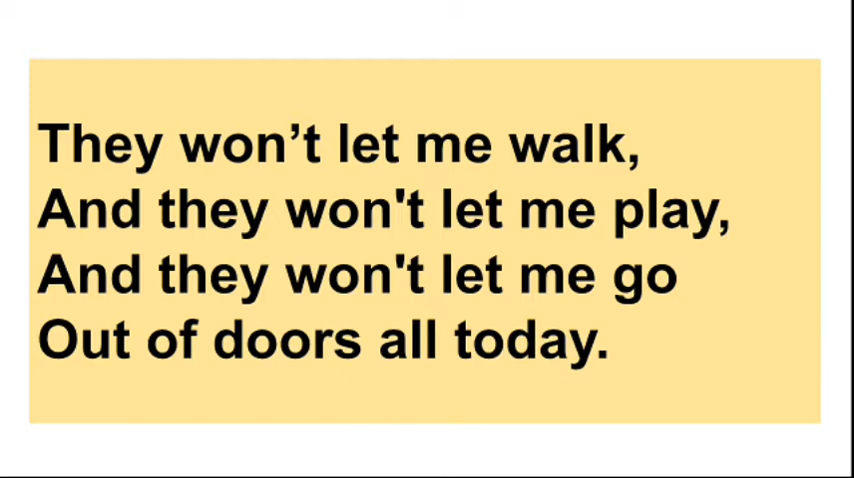 They won’t let me walk,
And they won't let me play,
And they won't let me go
Out of doors all today.